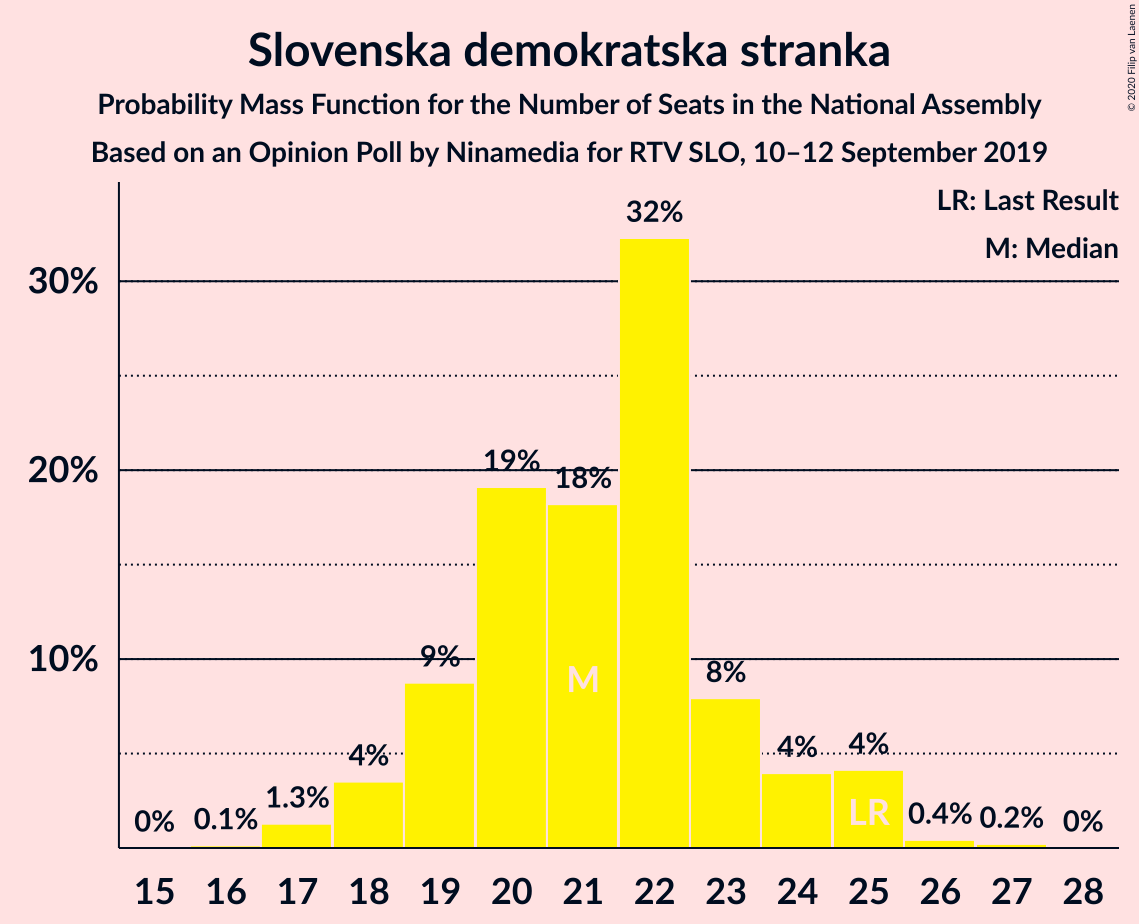 Slovenska demokratska stranka
Probability Mass Function for the Number of Seats in the National Assembly
Based on an Opinion Poll by Ninamedia for RTV SLO, 10–12 September 2019
© 2020 Filip van Laenen
LR: Last Result
M: Median
30%
20%
10%
0%
0.1%
1.3%
4%
9%
19%
18%
32%
8%
4%
4%
0.4%
0.2%
0%
M
LR
15 16 17 18 19 20 21 22 23 24 25 26 27 28